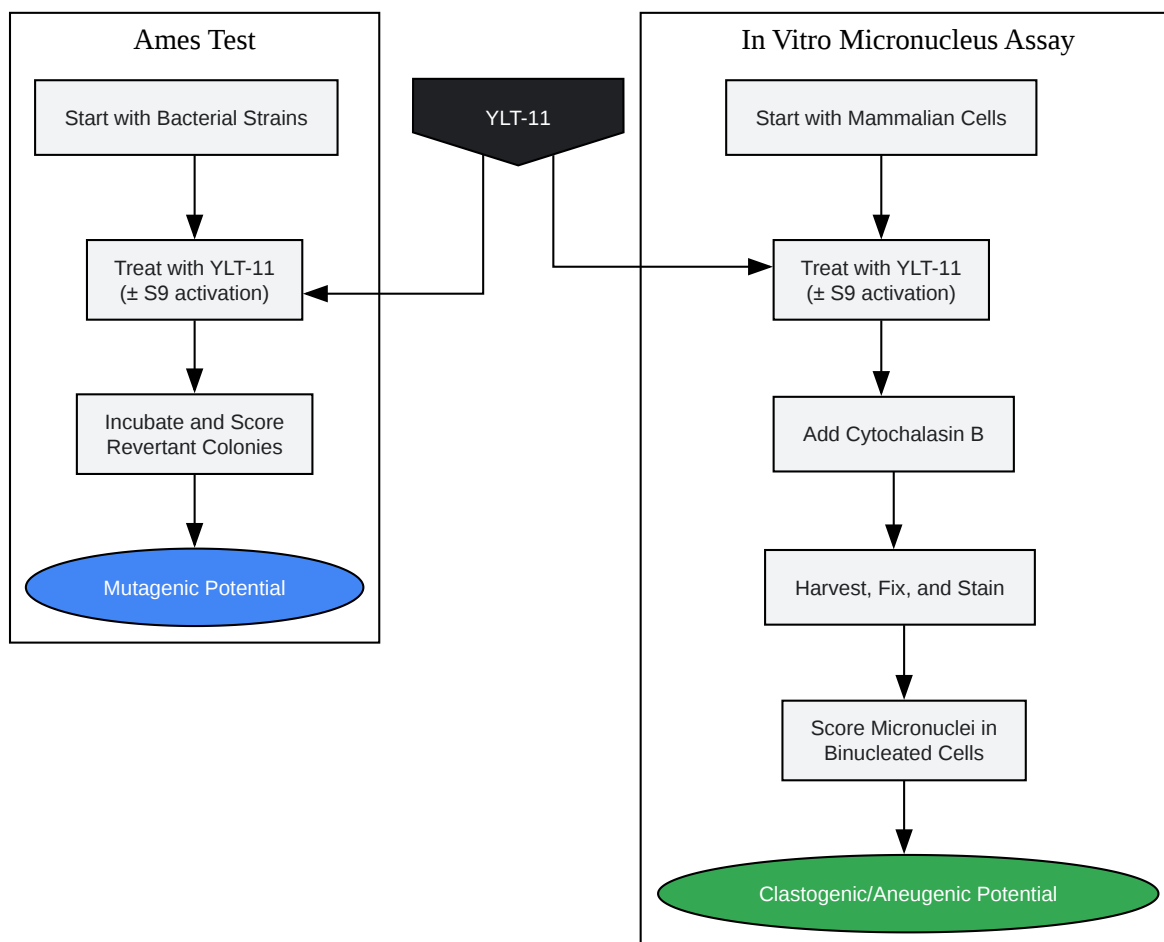 Ames Test
Start with Bacterial Strains
Treat with YLT-11
(± S9 activation)
Incubate and Score
Revertant Colonies
Mutagenic Potential
YLT-11
In Vitro Micronucleus Assay
Start with Mammalian Cells
Treat with YLT-11
(± S9 activation)
Add Cytochalasin B
Harvest, Fix, and Stain
Score Micronuclei in
Binucleated Cells
Clastogenic/Aneugenic Potential